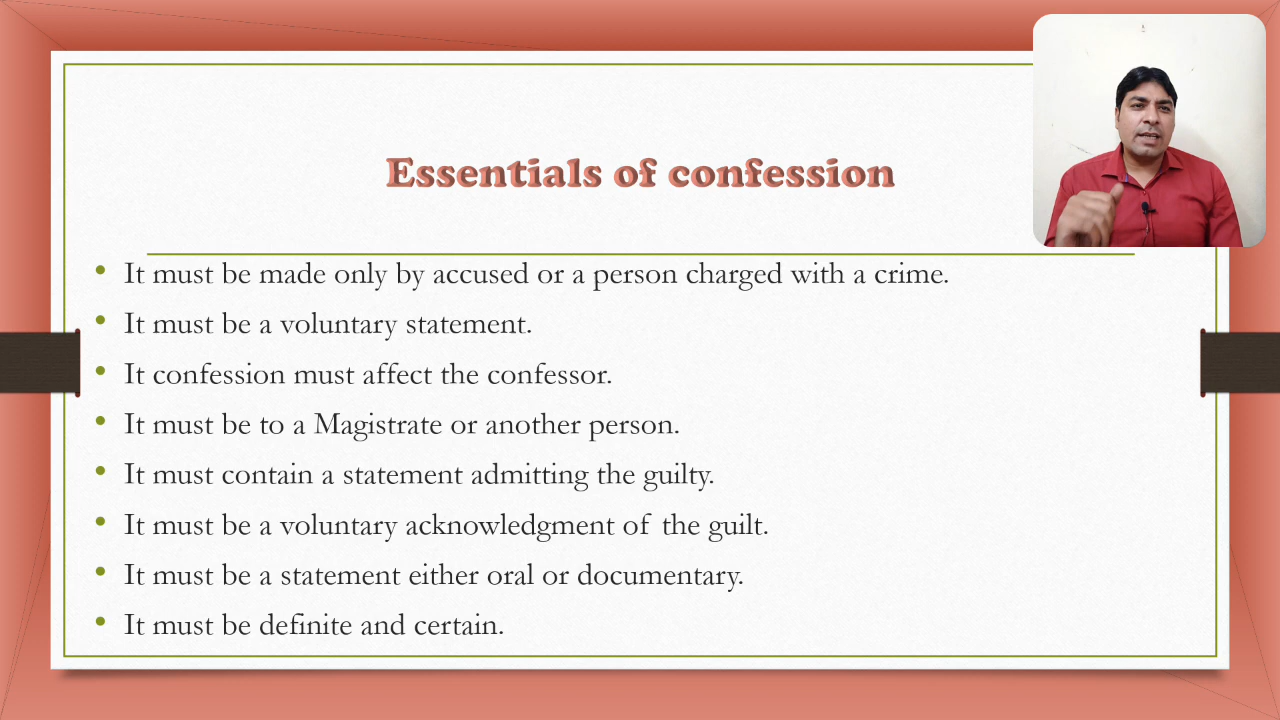 Essentials of confession
• It must be made only by accused or a person charged with a crime.
• It must be a voluntary statement.
• It confession must affect the confessor.
• It must be to a Magistrate or another person.
• It must contain a statement admitting the guilty.
• It must be a voluntary acknowledgment of the guilt.
• It must be a statement either oral or documentary.
• It must be definite and certain.